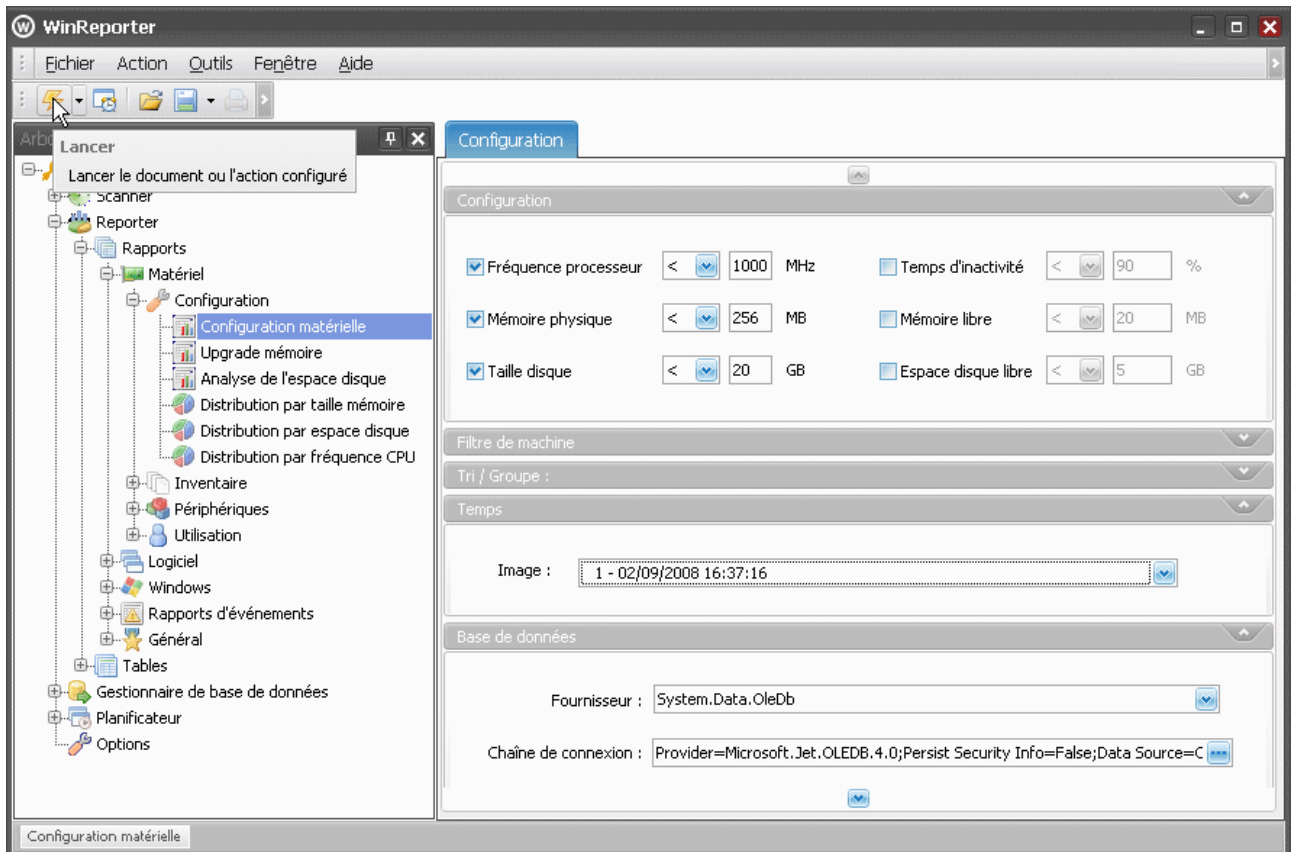 WinReporter
Fichier Action Outils Fenêtre Aide
Arbo
Lancer
Lancer le document ou l'action configuré
Scanner
Reporter
Rapports
Matériel
Configuration
Configuration matérielle
Upgrade mémoire
Analyse de l'espace disque
Distribution par taille mémoire
Distribution par espace disque
Distribution par fréquence CPU
Inventaire
Périphériques
Utilisation
Logiciel
Windows
Rapports d'événements
Général
Tables
Gestionnaire de base de données
Planificateur
Options
Configuration
Configuration
Fréquence processeur < 1000 MHz Temps d'inactivité < 90 %
Mémoire physique < 256 MB Mémoire libre < 20 MB
Taille disque < 20 GB Espace disque libre < 5 GB
Filtre de machine
Tri / Groupe :
Temps
Image : 1 - 02/09/2008 16:37:16
Base de données
Fournisseur : System.Data.OleDb
Chaîne de connexion : Provider=Microsoft.Jet.OLEDB.4.0;Persist Security Info=False;Data Source=C
Configuration matérielle